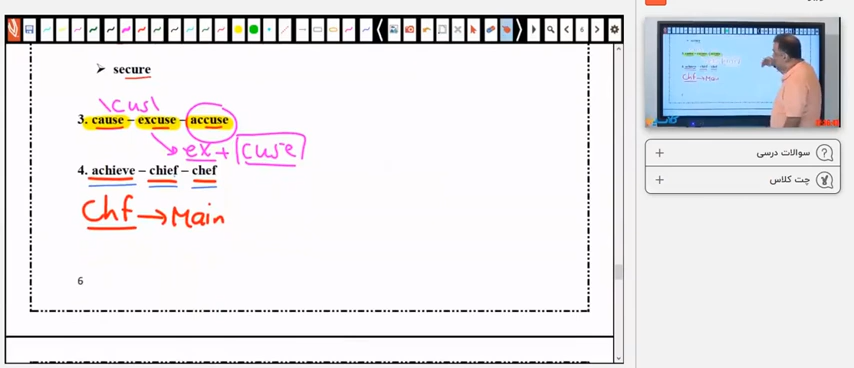 secure
\cus\
3. cause – excuse – accuse
ex + cuse
4. achieve – chief – chef
Chf → Main
6
سوالات درسی
چت کلاس